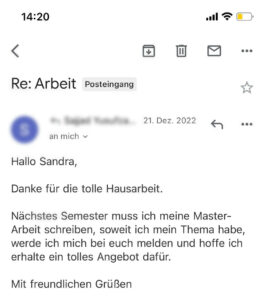 14:20
Re: Arbeit Posteingang
S 21. Dez. 2022
an mich
Hallo Sandra,
Danke für die tolle Hausarbeit.
Nächstes Semester muss ich meine Master-
Arbeit schreiben, soweit ich mein Thema habe,
werde ich mich bei euch melden und hoffe ich
erhalte ein tolles Angebot dafür.
Mit freundlichen Grüßen